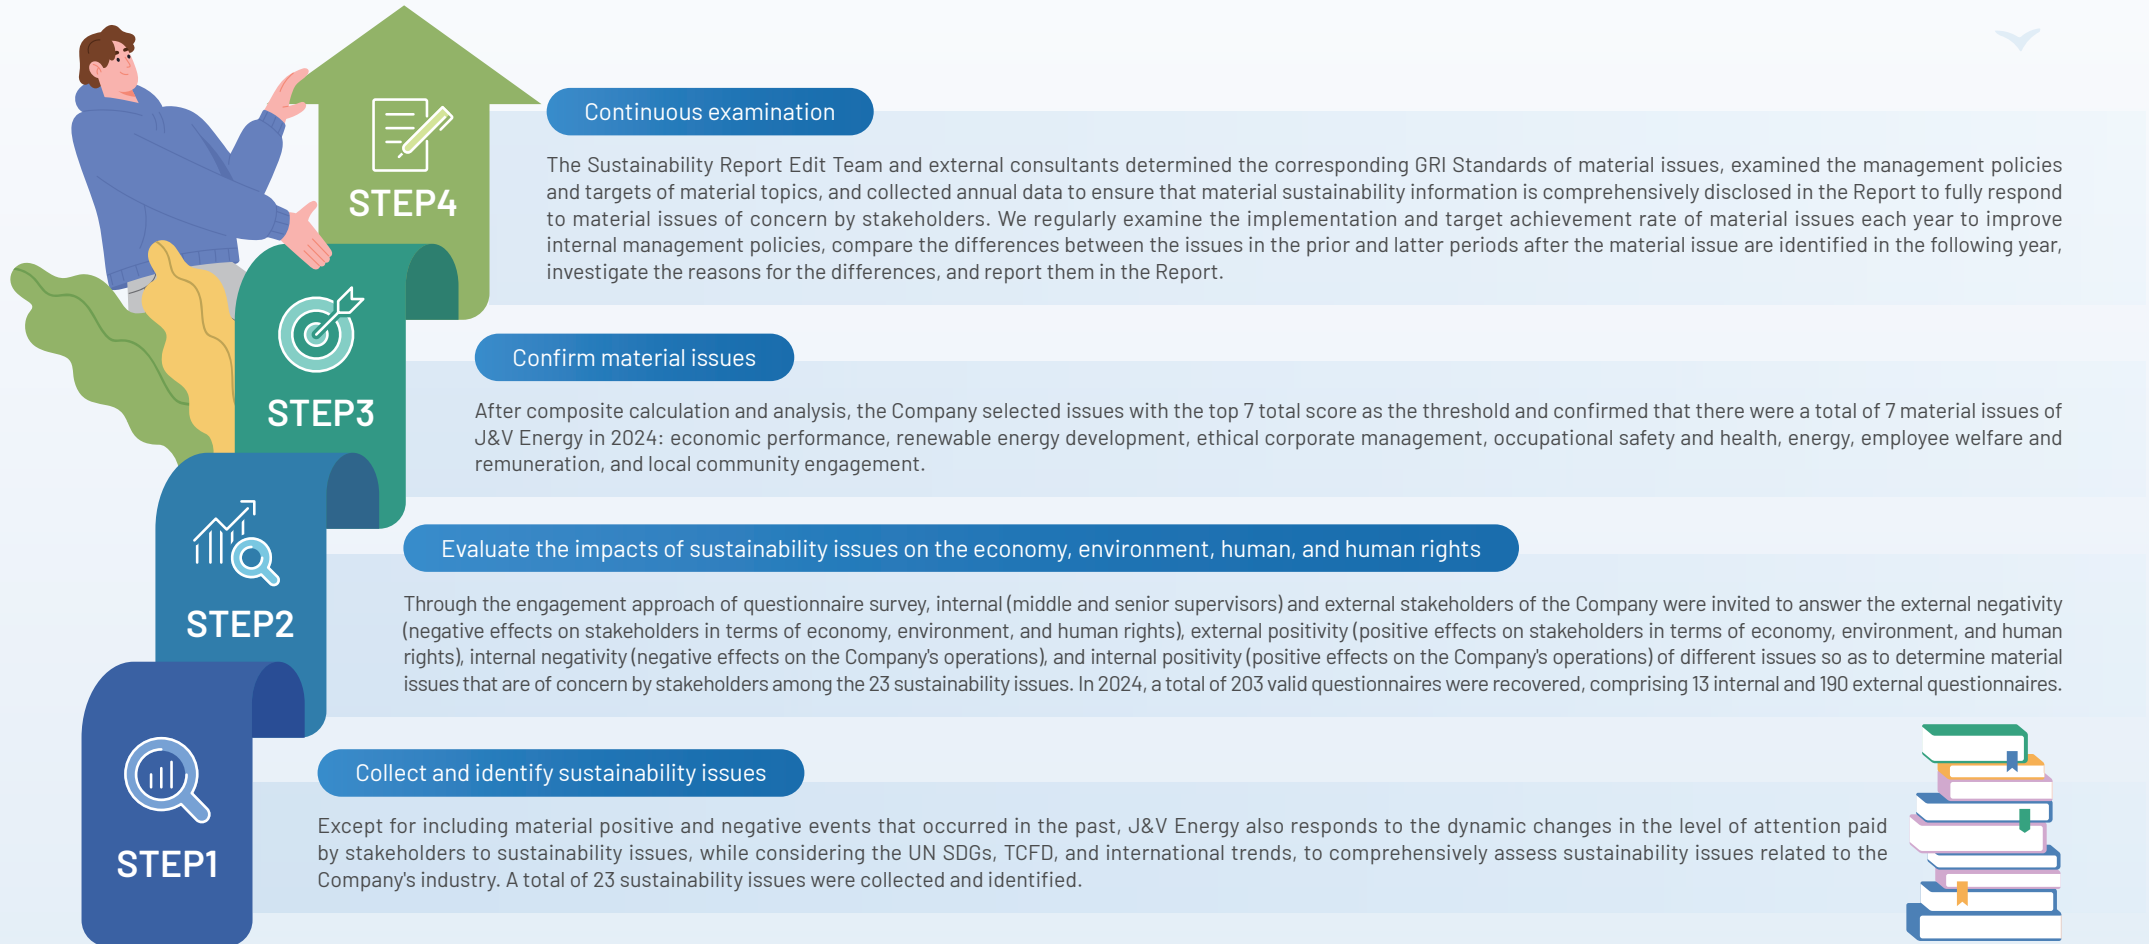 STEP4
Continuous examination
The Sustainability Report Edit Team and external consultants determined the corresponding GRI Standards of material issues, examined the management policies
and targets of material topics, and collected annual data to ensure that material sustainability information is comprehensively disclosed in the Report to fully respond
to material issues of concern by stakeholders. We regularly examine the implementation and target achievement rate of material issues each year to improve
internal management policies, compare the differences between the issues in the prior and latter periods after the material issue are identified in the following year,
investigate the reasons for the differences, and report them in the Report.
STEP3
Confirm material issues
After composite calculation and analysis, the Company selected issues with the top 7 total score as the threshold and confirmed that there were a total of 7 material issues of
J&V Energy in 2024: economic performance, renewable energy development, ethical corporate management, occupational safety and health, energy, employee welfare and
remuneration, and local community engagement.
STEP2
Evaluate the impacts of sustainability issues on the economy, environment, human, and human rights
Through the engagement approach of questionnaire survey, internal (middle and senior supervisors) and external stakeholders of the Company were invited to answer the external negativity
(negative effects on stakeholders in terms of economy, environment, and human rights), external positivity (positive effects on stakeholders in terms of economy, environment, and human
rights), internal negativity (negative effects on the Company's operations), and internal positivity (positive effects on the Company's operations) of different issues so as to determine material
issues that are of concern by stakeholders among the 23 sustainability issues. In 2024, a total of 203 valid questionnaires were recovered, comprising 13 internal and 190 external questionnaires.
STEP1
Collect and identify sustainability issues
Except for including material positive and negative events that occurred in the past, J&V Energy also responds to the dynamic changes in the level of attention paid
by stakeholders to sustainability issues, while considering the UN SDGs, TCFD, and international trends, to comprehensively assess sustainability issues related to the
Company's industry. A total of 23 sustainability issues were collected and identified.